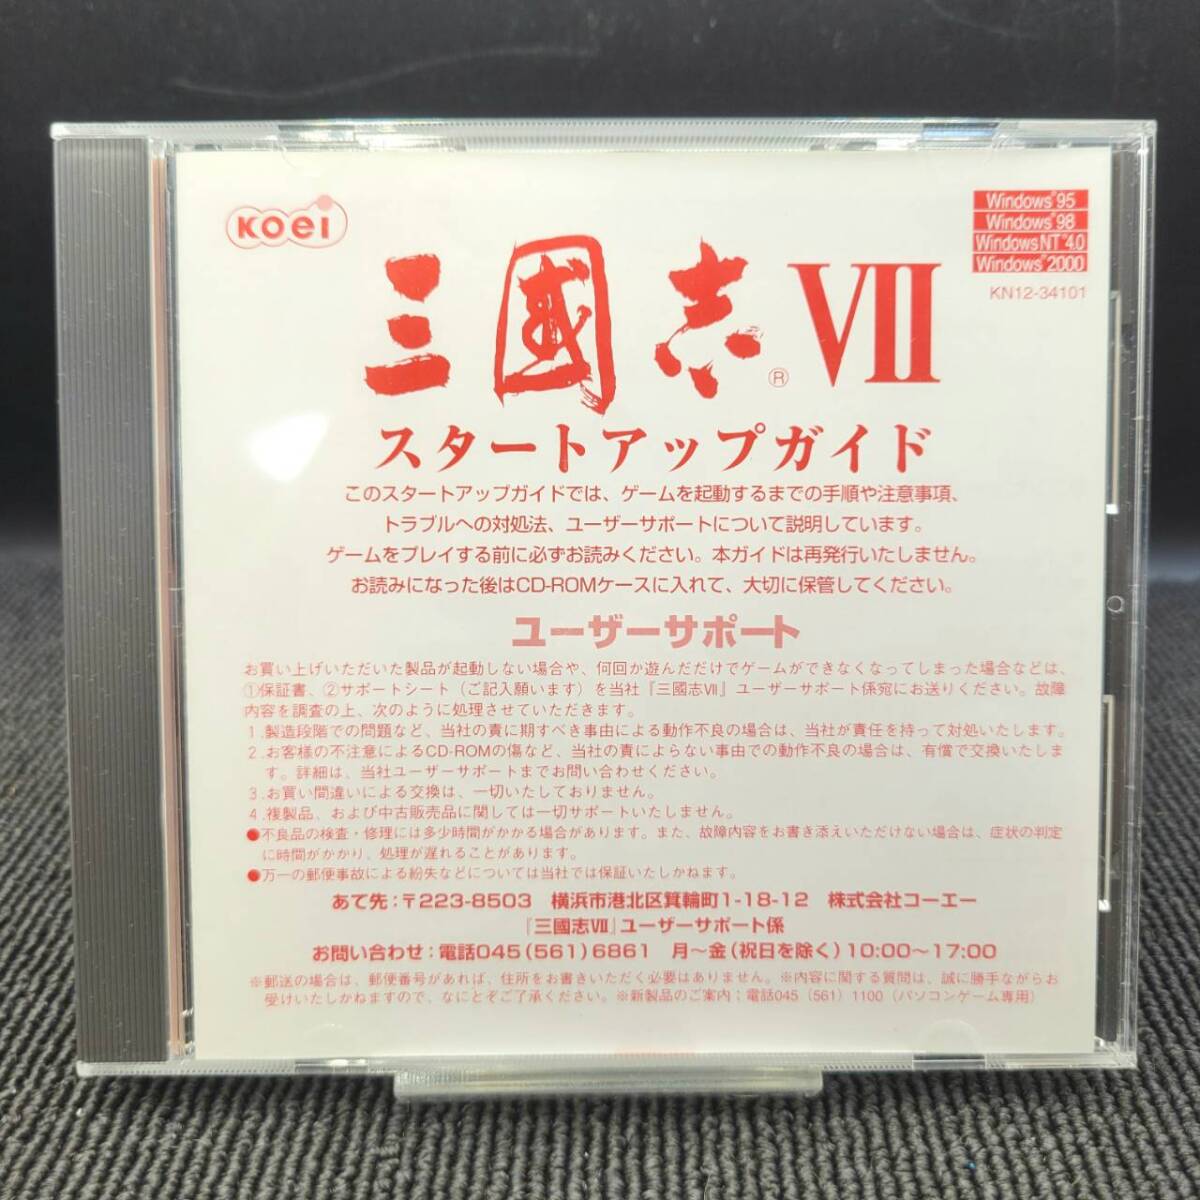 KOEI
Windows®95
Windows®98
WindowsNT®4.0
Windows®2000
KN12-34101
三國志®VII
スタートアップガイド
このスタートアップガイドでは、ゲームを起動するまでの手順や注意事項、
トラブルへの対処法、ユーザーサポートについて説明しています。
ゲームをプレイする前に必ずお読みください。本ガイドは再発行いたしません。
お読みになった後はCD-ROMケースに入れて、大切に保管してください。
ユーザーサポート
お買い上げいただいた製品が起動しない場合や、何回か遊んだだけでゲームができなくなってしまった場合などは、
①保証書、②サポートシート（ご記入願います）を当社『三國志Ⅶ』ユーザーサポート係宛にお送りください。故障
内容を調査の上、次のように処理させていただきます。
1.製造段階での問題など、当社の責に期すべき事由による動作不良の場合は、当社が責任を持って対処いたします。
2.お客様の不注意によるCD-ROMの傷など、当社の責によらない事由での動作不良の場合は、有償で交換いたしま
す。詳細は、当社ユーザーサポートまでお問い合わせください。
3.お買い間違いによる交換は、一切いたしておりません。
4.複製品、および中古販売品に関しては一切サポートいたしません。
●不良品の検査・修理には多少時間がかかる場合があります。また、故障内容をお書き添えいただけない場合は、症状の判定
に時間がかかり、処理が遅れることがあります。
●万一の郵便事故による紛失などについては当社では保証いたしかねます。
あて先：〒223-8503 横浜市港北区箕輪町1-18-12 株式会社コーエー
『三國志Ⅶ』ユーザーサポート係
お問い合わせ：電話045（561）6861 月～金（祝日を除く）10:00～17:00
※郵送の場合は、郵便番号があれば、住所をお書きいただく必要はありません。※内容に関する質問は、誠に勝手ながらお
受けいたしかねますので、なにとぞご了承ください。※新製品のご案内：電話045（561）1100（パソコンゲーム専用）